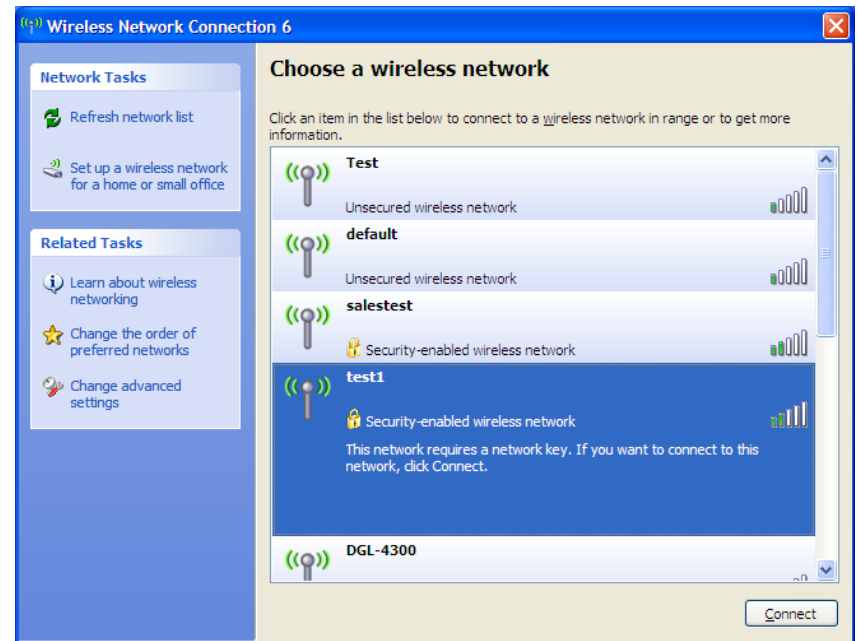 Wireless Network Connection 6
Network Tasks
Refresh network list
Set up a wireless network
for a home or small office
Related Tasks
Learn about wireless
networking
Change the order of
preferred networks
Change advanced
settings
Choose a wireless network
Click an item in the list below to connect to a wireless network in range or to get more
information.
Test
Unsecured wireless network
default
Unsecured wireless network
salestest
Security-enabled wireless network
test1
Security-enabled wireless network
This network requires a network key. If you want to connect to this
network, click Connect.
DGL-4300
Connect